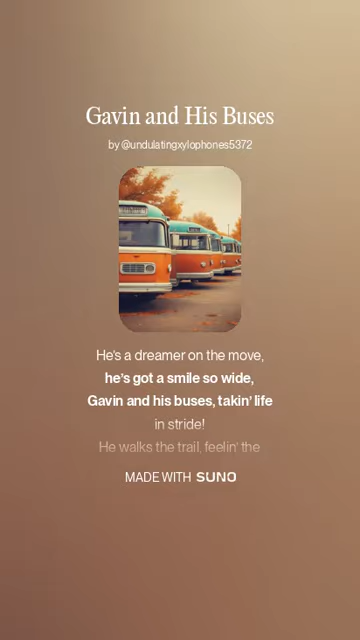 Gavin and His Buses
by @undulatingxylophones5372
He's a dreamer on the move,
he's got a smile so wide,
Gavin and his buses, takin' life
in stride!
He walks the trail, feelin' the
MADE WITH SUNO